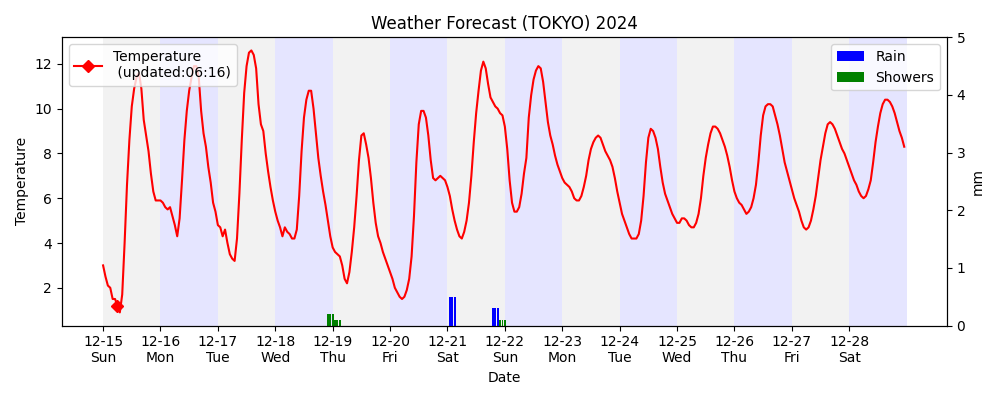 Weather Forecast (TOKYO) 2024
Temperature
(updated:06:16)
Rain
Showers
Temperature
12
10
8
6
4
2
5
4
3
2
1
0
mm
12-15 12-16 12-17 12-18 12-19 12-20 12-21 12-22 12-23 12-24 12-25 12-26 12-27 12-28
Sun Mon Tue Wed Thu Fri Sat Sun Mon Tue Wed Thu Fri Sat
Date